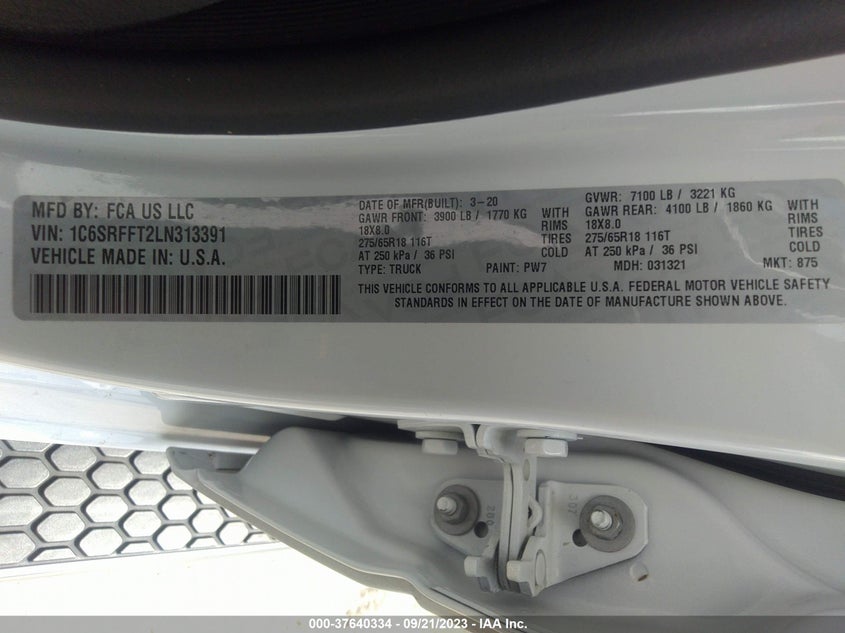 MFD BY: FCA US LLC
VIN: 1C6SRFFT2LN313391
VEHICLE MADE IN: U.S.A.
DATE OF MFR(BUILT): 3-20
GAWR FRONT: 3900 LB / 1770 KG
18X8.0
275/65R18 116T
AT 250 kPa / 36 PSI
TYPE: TRUCK PAINT: PW7
WITH
RIMS
TIRES
COLD
GVWR: 7100 LB / 3221 KG
GAWR REAR: 4100 LB / 1860 KG
18X8.0
275/65R18 116T
AT 250 kPa / 36 PSI
MDH: 031321 MKT: 875
WITH
RIMS
TIRES
COLD
THIS VEHICLE CONFORMS TO ALL APPLICABLE U.S.A. FEDERAL MOTOR VEHICLE SAFETY
STANDARDS IN EFFECT ON THE DATE OF MANUFACTURE SHOWN ABOVE.
307
000-37640334 - 09/21/2023 - IAA Inc.